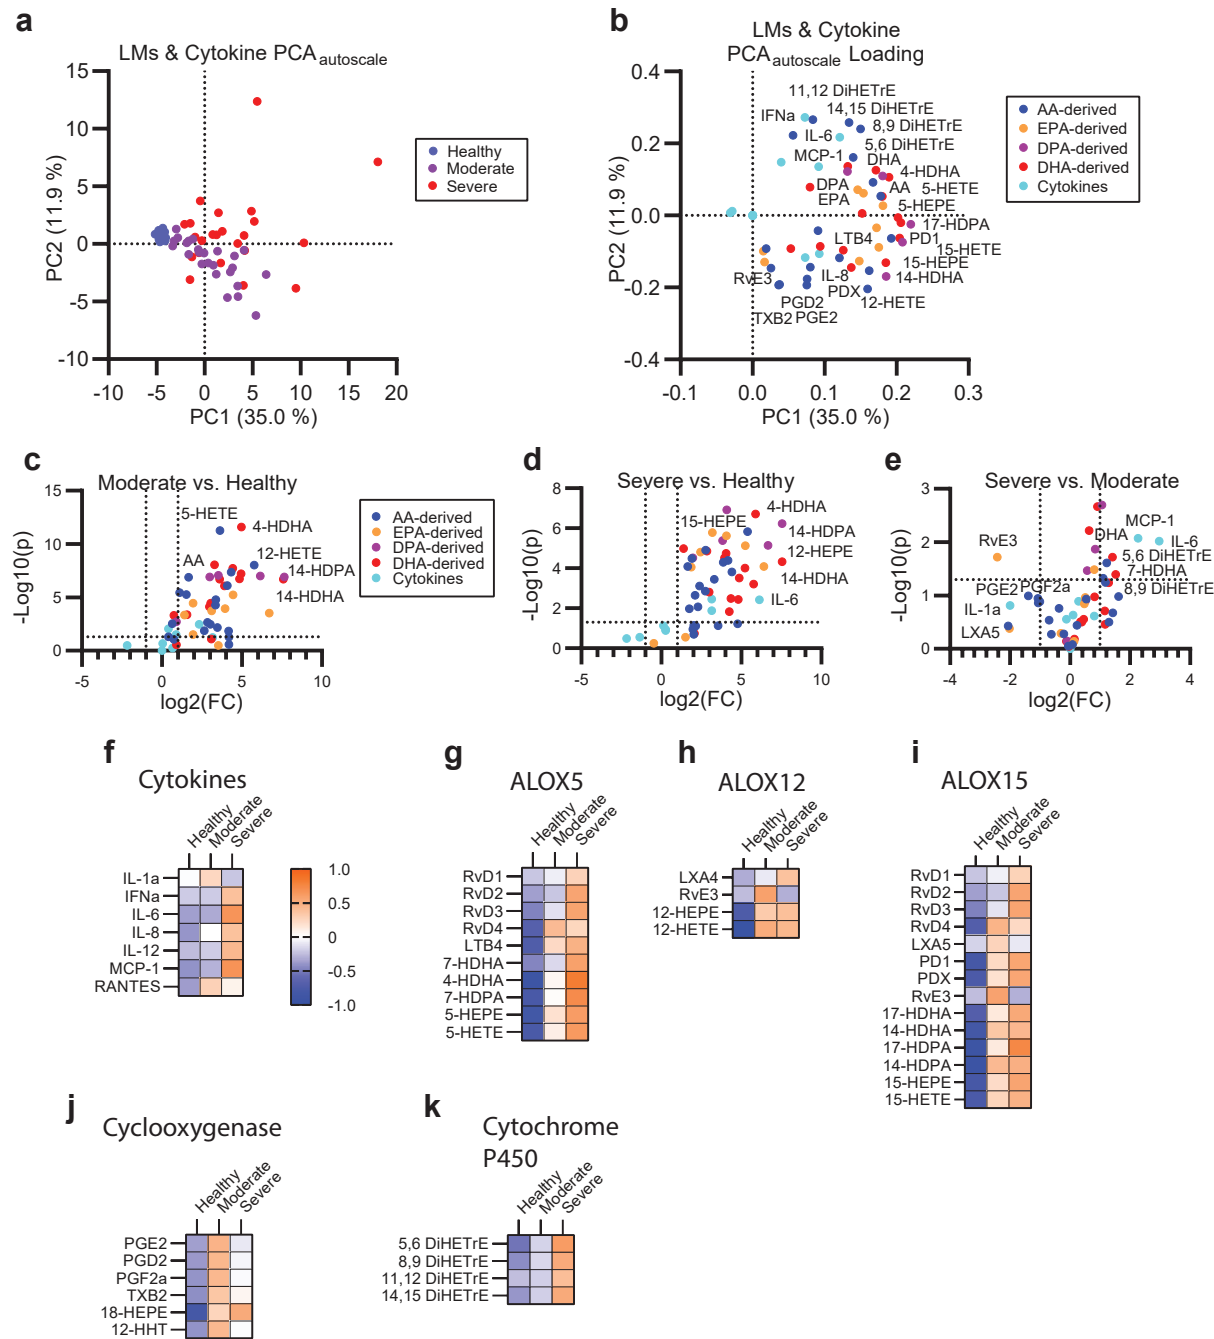 a
LMs & Cytokine PCA autoscale
15
10
5
0
-5
-10
PC2 (11.9 %)
-10 -5 0 5 10 15 20
PC1 (35.0 %)
Healthy
Moderate
Severe
b
LMs & Cytokine
PCA autoscale Loading
0.4
0.2
0.0
-0.2
-0.4
PC2 (11.9 %)
-0.1 0.0 0.1 0.2 0.3
PC1 (35.0 %)
11,12 DiHETrE
IFNa
14,15 DiHETrE
IL-6
8,9 DiHETrE
5,6 DiHETrE
MCP-1
DHA
4-HDHA
DPA
AA
5-HETE
EPA
5-HEPE
17-HDPA
LTB4
PD1
15-HETE
15-HEPE
RvE3
IL-8
14-HDHA
PDX
PGD2
12-HETE
TXB2
PGE2
AA-derived
EPA-derived
DPA-derived
DHA-derived
Cytokines
c
Moderate vs. Healthy
15
10
5
0
-Log10(p)
-5 0 5 10
log2(FC)
5-HETE
4-HDHA
AA
12-HETE
14-HDPA
14-HDHA
AA-derived
EPA-derived
DPA-derived
DHA-derived
Cytokines
d
Severe vs. Healthy
8
6
4
2
0
-Log10(p)
-5 0 5 10
log2(FC)
15-HEPE
4-HDHA
14-HDPA
12-HEPE
14-HDHA
IL-6
e
Severe vs. Moderate
3
2
1
0
-Log10(p)
-4 -2 0 2 4
log2(FC)
MCP-1
RvE3
DHA
IL-6
5,6 DiHETrE
7-HDHA
PGE2
PGF2a
8,9 DiHETrE
IL-1a
LXA5
f
Cytokines
Healthy
Moderate
Severe
IL-1a
IFNa
IL-6
IL-8
IL-12
MCP-1
RANTES
1.0
0.5
0
-0.5
-1.0
g
ALOX5
Healthy
Moderate
Severe
RvD1
RvD2
RvD3
RvD4
LTB4
7-HDHA
4-HDHA
7-HDPA
5-HEPE
5-HETE
h
ALOX12
Healthy
Moderate
Severe
LXA4
RvE3
12-HEPE
12-HETE
i
ALOX15
Healthy
Moderate
Severe
RvD1
RvD2
RvD3
RvD4
LXA5
PD1
PDX
RvE3
17-HDHA
14-HDHA
17-HDPA
14-HDPA
15-HEPE
15-HETE
j
Cyclooxygenase
Healthy
Moderate
Severe
PGE2
PGD2
PGF2a
TXB2
18-HEPE
12-HHT
k
Cytochrome
P450
Healthy
Moderate
Severe
5,6 DiHETrE
8,9 DiHETrE
11,12 DiHETrE
14,15 DiHETrE